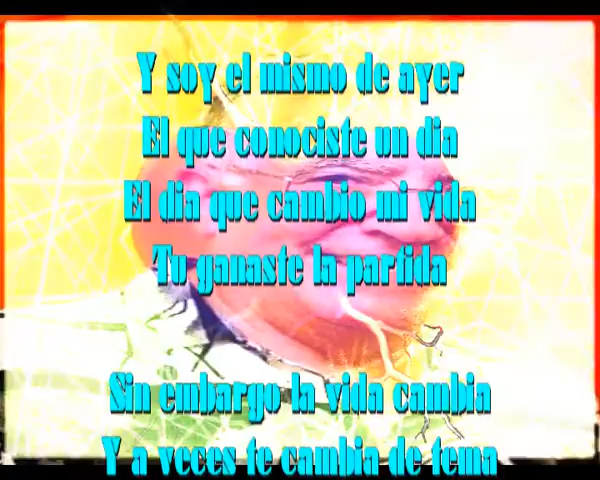 Y soy el mismo de ayer
El que conociste un dia
El dia que cambio mi vida
Tu ganaste la partida
Sin embargo la vida cambia
Y a veces te cambia de tema